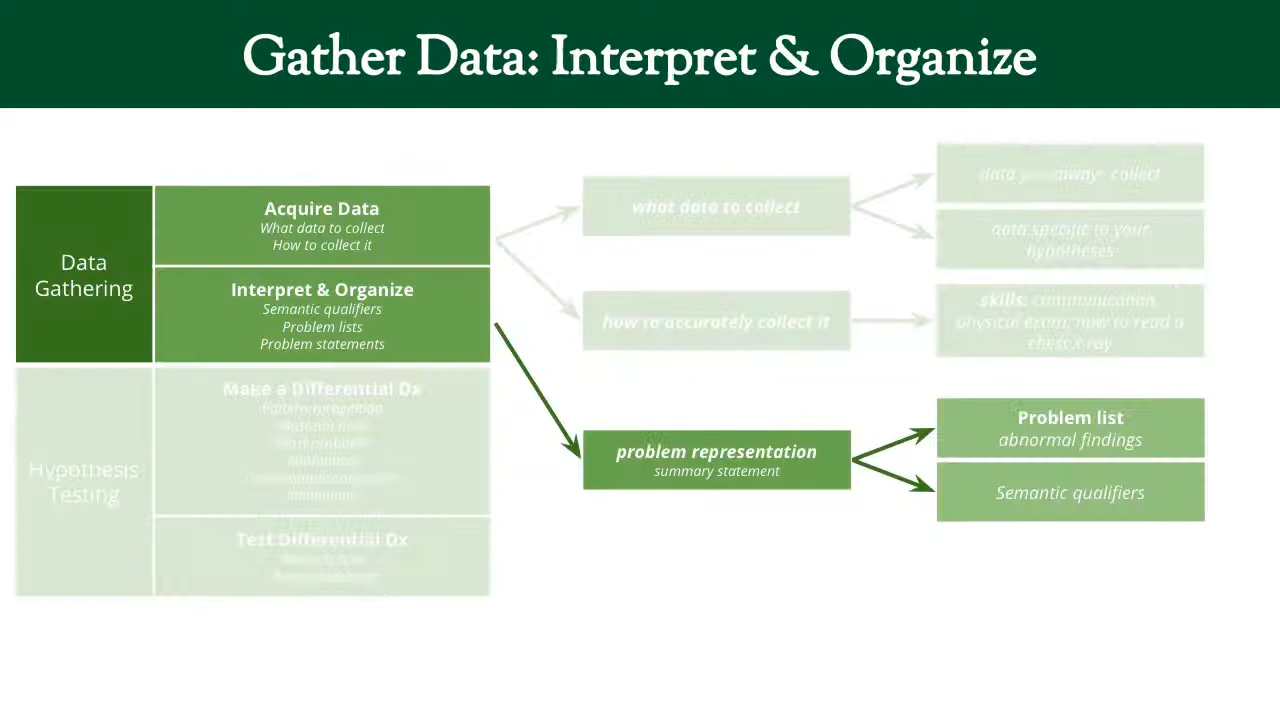 Gather Data: Interpret & Organize
Data
Gathering
Acquire Data
What data to collect
How to collect it
Interpret & Organize
Semantic qualifiers
Problem lists
Problem statements
Hypothesis
Testing
Make a Differential Dx
Test Differential Dx
what data to collect
how to accurately collect it
problem representation
summary statement
data collect
data specific to your
hypotheses
skills: communication,
physical exam, how to read a
chest x-ray
Problem list
abnormal findings
Semantic qualifiers